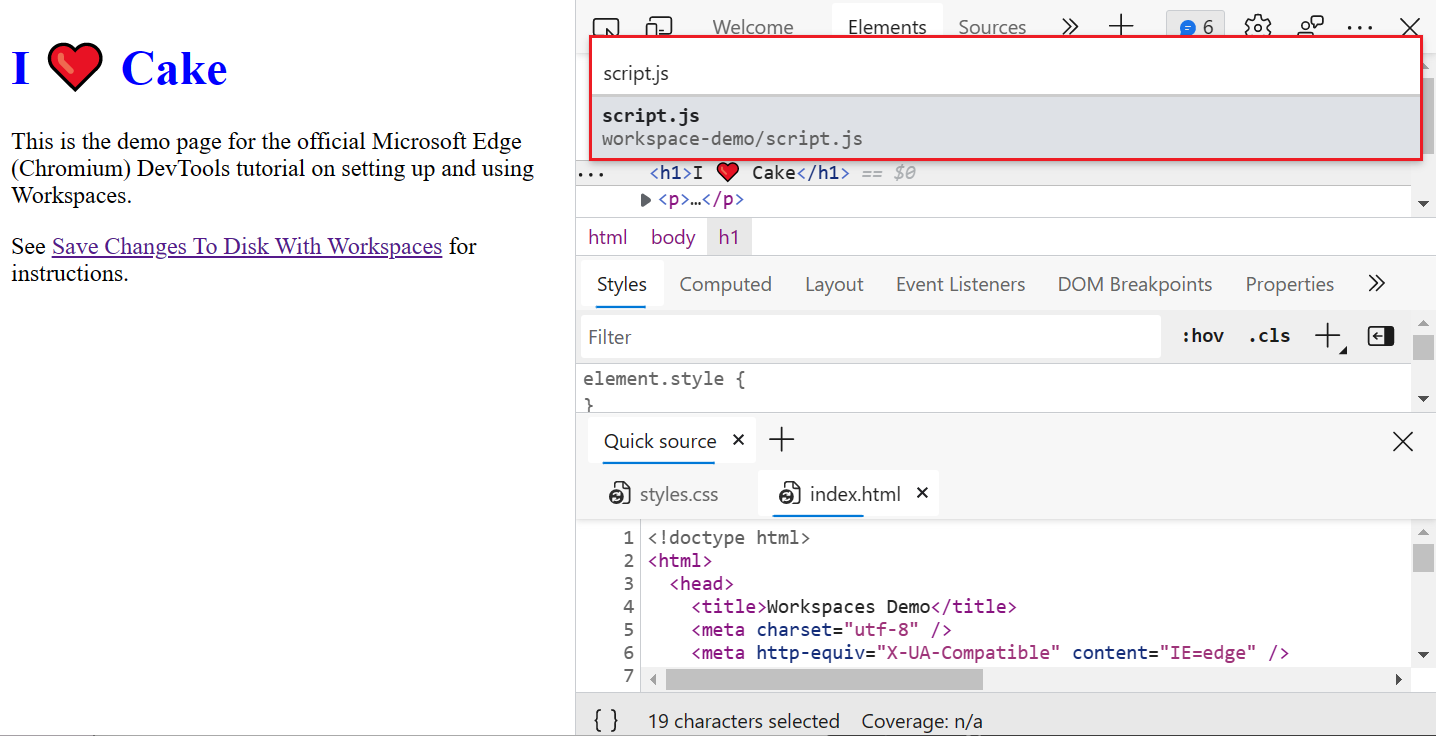 I ❤️ Cake
This is the demo page for the official Microsoft Edge
(Chromium) DevTools tutorial on setting up and using
Workspaces.
See Save Changes To Disk With Workspaces for
instructions.
Welcome Elements Sources 6
script.js
script.js
workspace-demo/script.js
... <h1>I ❤️ Cake</h1> == $0
<p>…</p>
html body h1
Styles Computed Layout Event Listeners DOM Breakpoints Properties
Filter :hov .cls
element.style {
}
Quick source
styles.css index.html
1 <!doctype html>
2 <html>
3 <head>
4 <title>Workspaces Demo</title>
5 <meta charset="utf-8" />
6 <meta http-equiv="X-UA-Compatible" content="IE=edge" />
7
{ } 19 characters selected Coverage: n/a